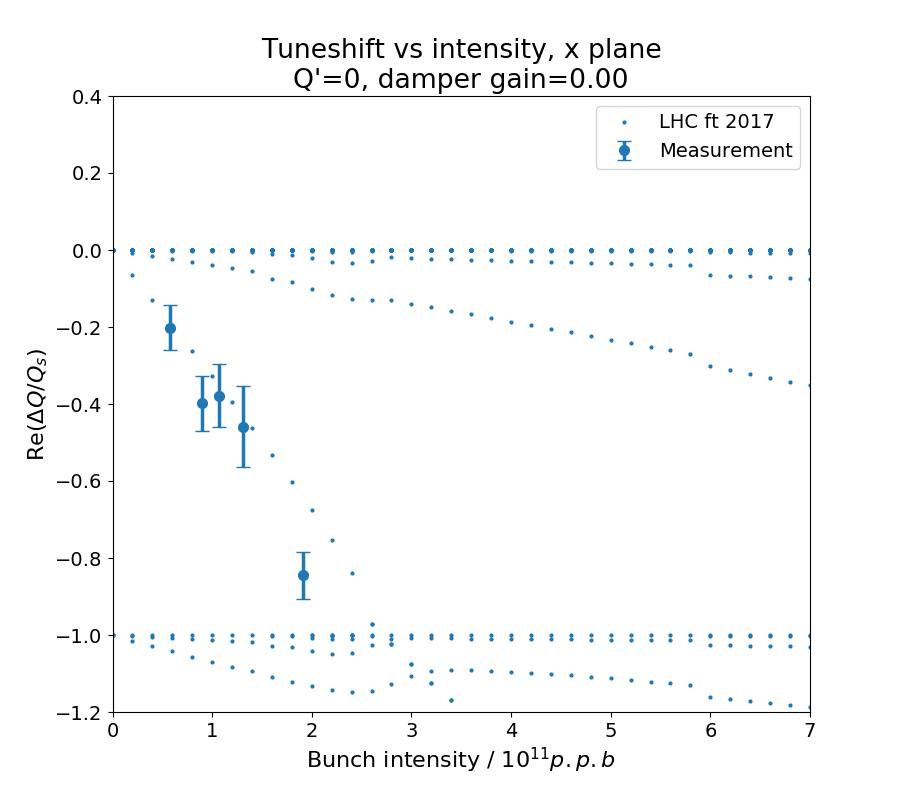 Tuneshift vs intensity, x plane
Q'=0, damper gain=0.00
LHC ft 2017
Measurement
0.4
0.2
0.0
−0.2
−0.4
−0.6
−0.8
−1.0
−1.2
Re(ΔQ/Qₛ)
0 1 2 3 4 5 6 7
Bunch intensity / 10¹¹p.p.b